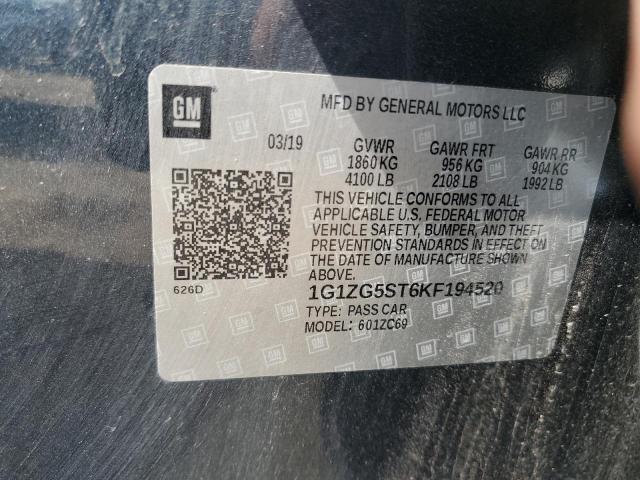 GM
MFD BY GENERAL MOTORS LLC
03/19 GVWR GAWR FRT GAWR RR
1860 KG 956 KG 904 KG
4100 LB 2108 LB 1992 LB
THIS VEHICLE CONFORMS TO ALL
APPLICABLE U.S. FEDERAL MOTOR
VEHICLE SAFETY, BUMPER, AND THEFT
PREVENTION STANDARDS IN EFFECT ON
THE DATE OF MANUFACTURE SHOWN
ABOVE.
626D
1G1ZG5ST6KF194520
TYPE: PASS CAR
MODEL: 601ZC69